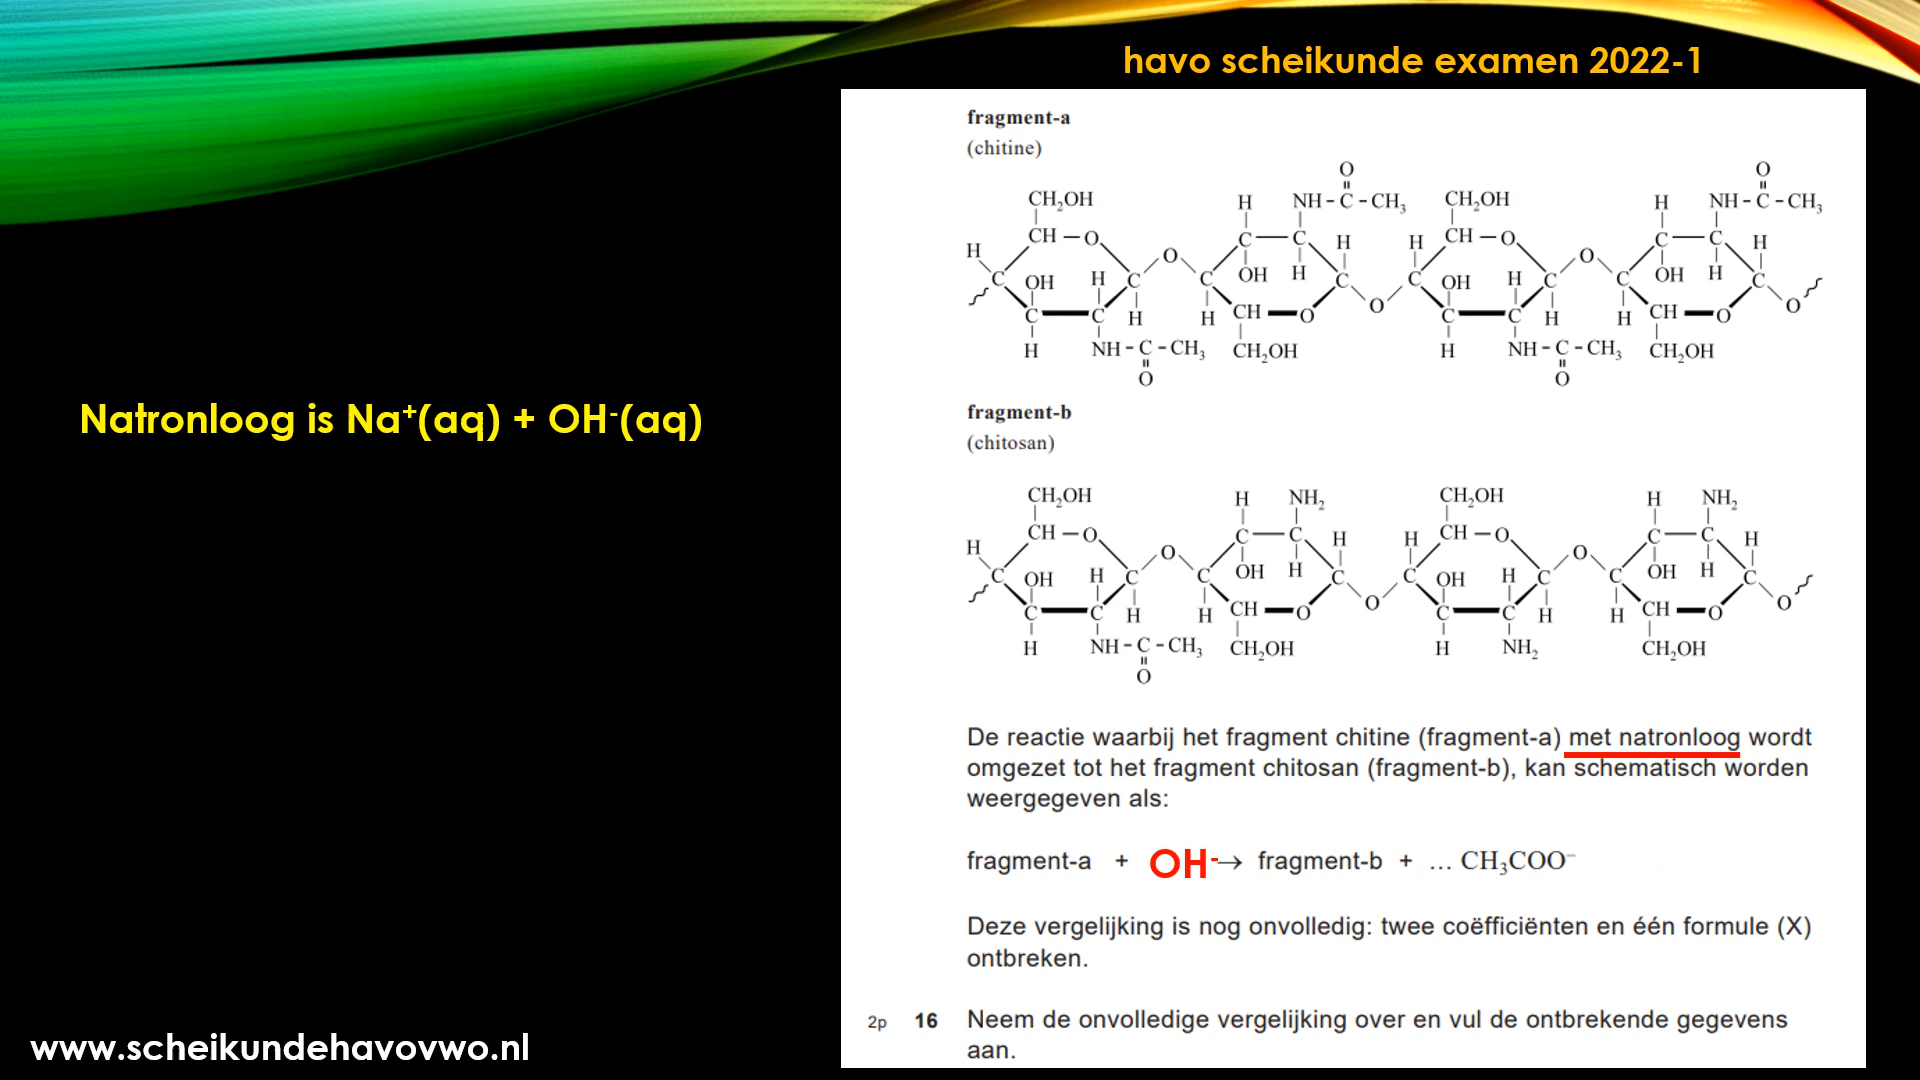 havo scheikunde examen 2022-1
fragment-a
(chitine)
O
CH₂OH H NH-C-CH₃ CH₂OH H NH-C-CH₃
H CH-O O C C H H CH-O O C C H
C OH H C C OH H C C OH H C C OH H C
C C H H CH O O C C H H CH O O
H NH-C-CH₃ CH₂OH H NH-C-CH₃ CH₂OH
O O
fragment-b
(chitosan)
CH₂OH H NH₂ CH₂OH H NH₂
H CH-O O C C H H CH-O O C C H
C OH H C C OH H C C OH H C C OH H C
C C H H CH O O C C H H CH O O
H NH-C-CH₃ CH₂OH H NH₂ CH₂OH
O
Natronloog is Na⁺(aq) + OH⁻(aq)
De reactie waarbij het fragment chitine (fragment-a) met natronloog wordt
omgezet tot het fragment chitosan (fragment-b), kan schematisch worden
weergegeven als:
fragment-a + OH⁻→ fragment-b + … CH₃COO⁻
Deze vergelijking is nog onvolledig: twee coëfficiënten en één formule (X)
ontbreken.
2p 16 Neem de onvolledige vergelijking over en vul de ontbrekende gegevens
aan.
www.scheikundehavovwo.nl